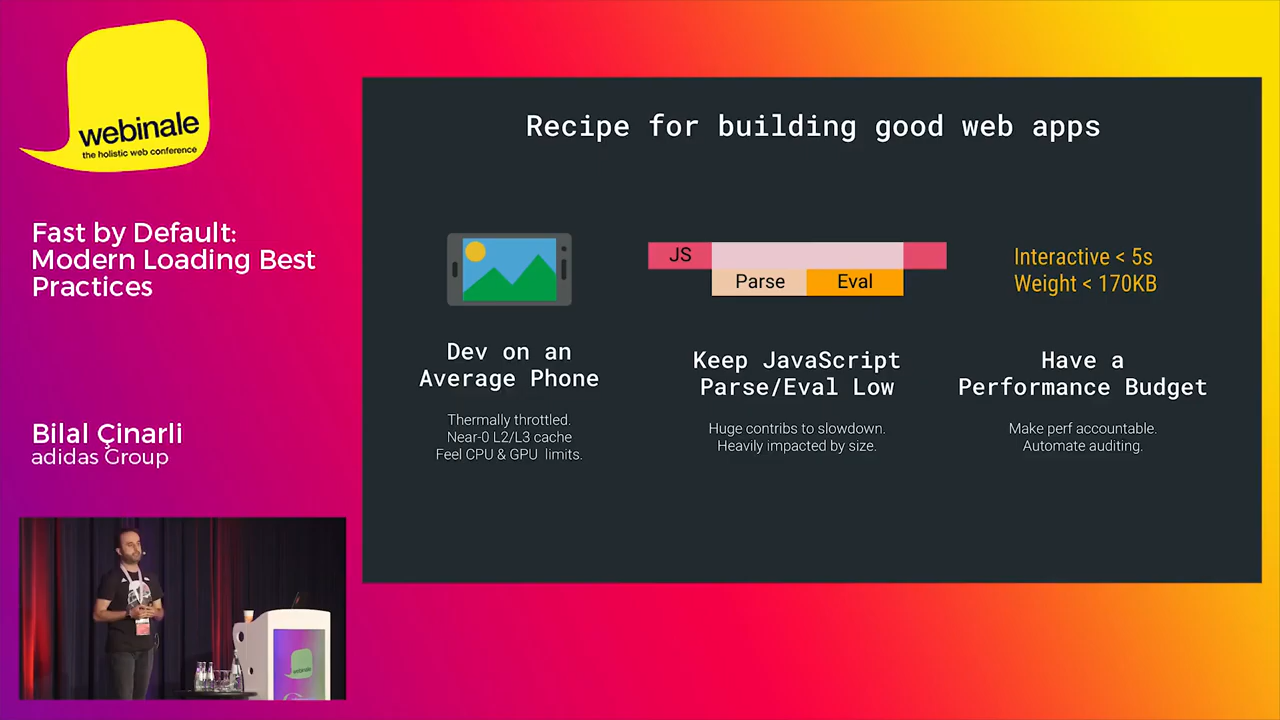 webinale
the holistic web conference
Fast by Default:
Modern Loading Best
Practices
Bilal Çinarli
adidas Group
Recipe for building good web apps
JS
Parse
Eval
Interactive < 5s
Weight < 170KB
Dev on an
Average Phone
Thermally throttled.
Near-0 L2/L3 cache
Feel CPU & GPU limits.
Keep JavaScript
Parse/Eval Low
Huge contribs to slowdown.
Heavily impacted by size.
Have a
Performance Budget
Make perf accountable.
Automate auditing.
webinale